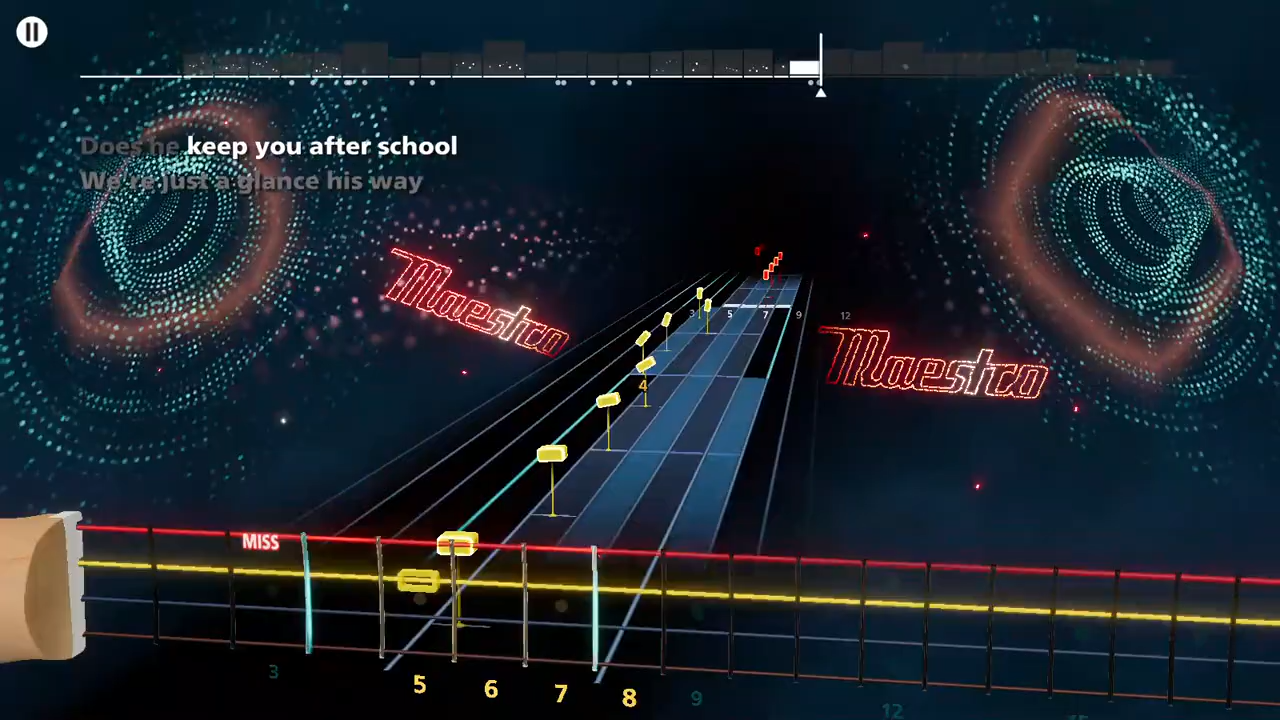 Does he keep you after school
We're just a glance his way
Maestro
Maestro
3 5 7 9 12
4
MISS
3 5 6 7 8 9 12